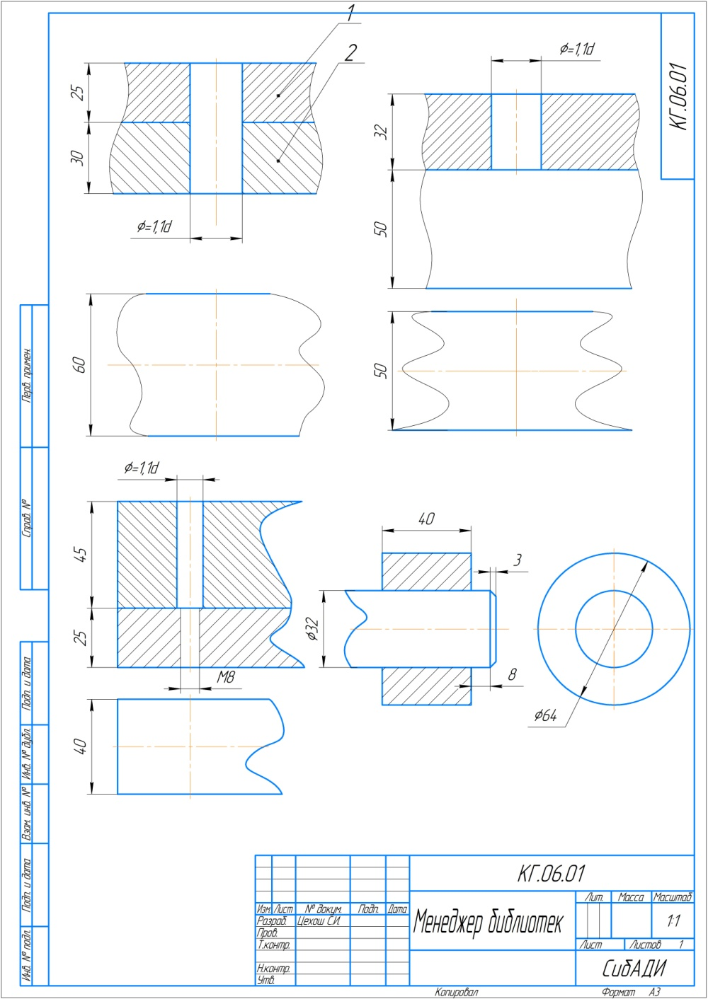 1
2
КГ.06.01
25
30
ϕ=1,1d
ϕ=1,1d
32
50
60
50
Перв. примен.
Справ. №
ϕ=1,1d
45
25
М8
40
40
3
ϕ32
8
ϕ64
Подп. и дата
Инв. № дубл.
Взам. инв. №
Подп. и дата
Инв. № подл.
КГ.06.01
Изм. Лист № докум. Подп. Дата
Разраб. Цехош С.И.
Пров.
Т.контр.
Н.контр.
Утв.
Менеджер библиотек
Лит. Масса Масштаб
1:1
Лист Листов 1
СибАДИ
Копировал Формат А3